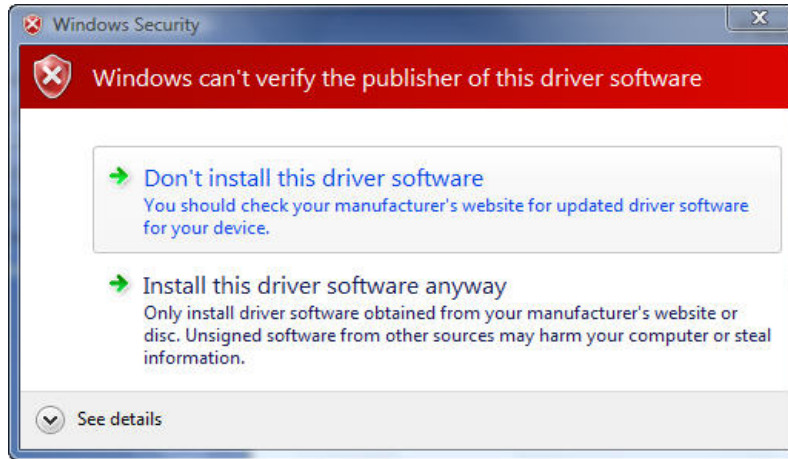 Windows Security
X
Windows can't verify the publisher of this driver software
Don't install this driver software
You should check your manufacturer's website for updated driver software
for your device.
Install this driver software anyway
Only install driver software obtained from your manufacturer's website or
disc. Unsigned software from other sources may harm your computer or steal
information.
See details